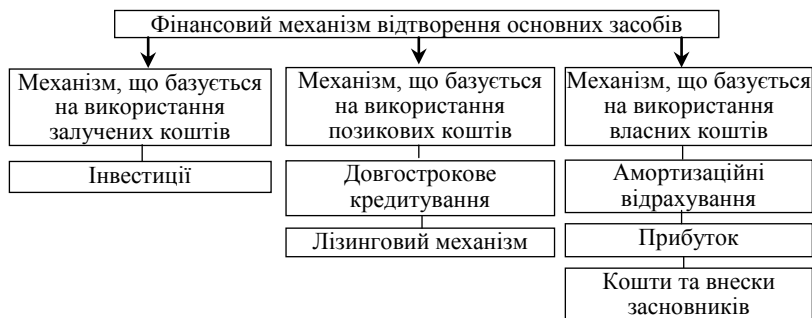 Фінансовий механізм відтворення основних засобів
Механізм, що базується
на використання
залучених коштів
Інвестиції
Механізм, що базується
на використання
позикових коштів
Довгострокове
кредитування
Лізинговий механізм
Механізм, що базується
на використання
власних коштів
Амортизаційні
відрахування
Прибуток
Кошти та внески
засновників